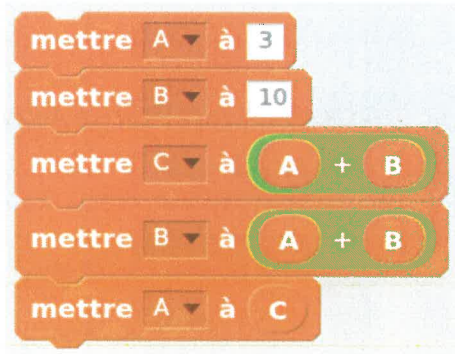 mettre A à 3
mettre B à 10
mettre C à A + B
mettre B à A + B
mettre A à C